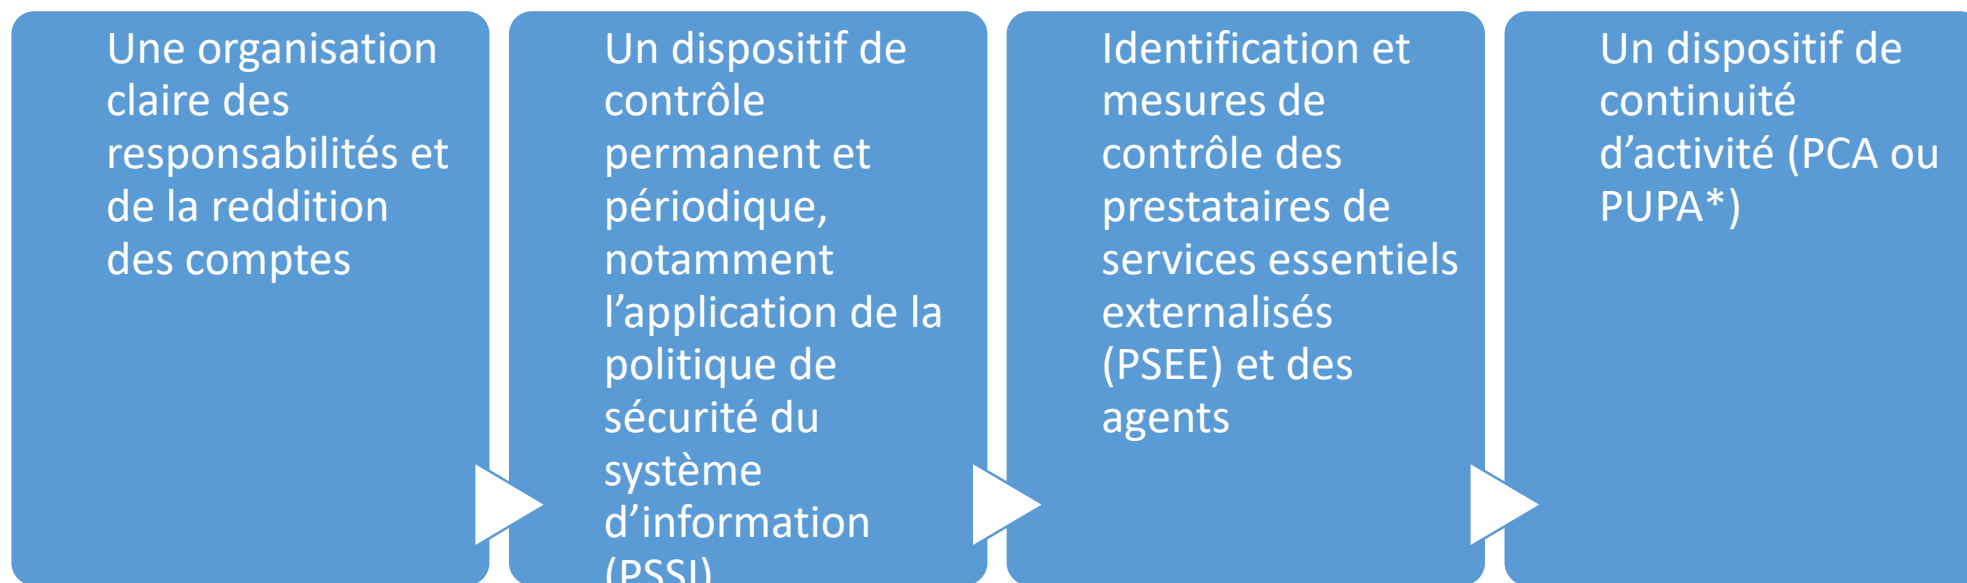 Une organisation
claire des
responsabilités et
de la reddition
des comptes
Un dispositif de
contrôle
permanent et
périodique,
notamment
l’application de la
politique de
sécurité du
système
d’information
(PSSI)
Identification et
mesures de
contrôle des
prestataires de
services essentiels
externalisés
(PSEE) et des
agents
Un dispositif de
continuité
d’activité (PCA ou
PUPA*)